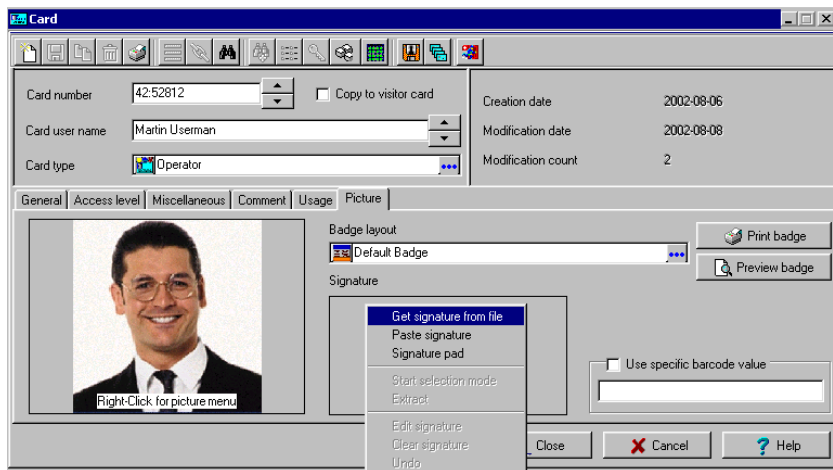 Card
Card number
42:52812
Copy to visitor card
Creation date
2002-08-06
Card user name
Martin Userman
Modification date
2002-08-08
Card type
Operator
Modification count
2
General
Access level
Miscellaneous
Comment
Usage
Picture
Badge layout
Default Badge
Print badge
Preview badge
Signature
Get signature from file
Paste signature
Signature pad
Start selection mode
Extract
Edit signature
Clear signature
Undo
Use specific barcode value
Right-Click for picture menu
Close
Cancel
Help